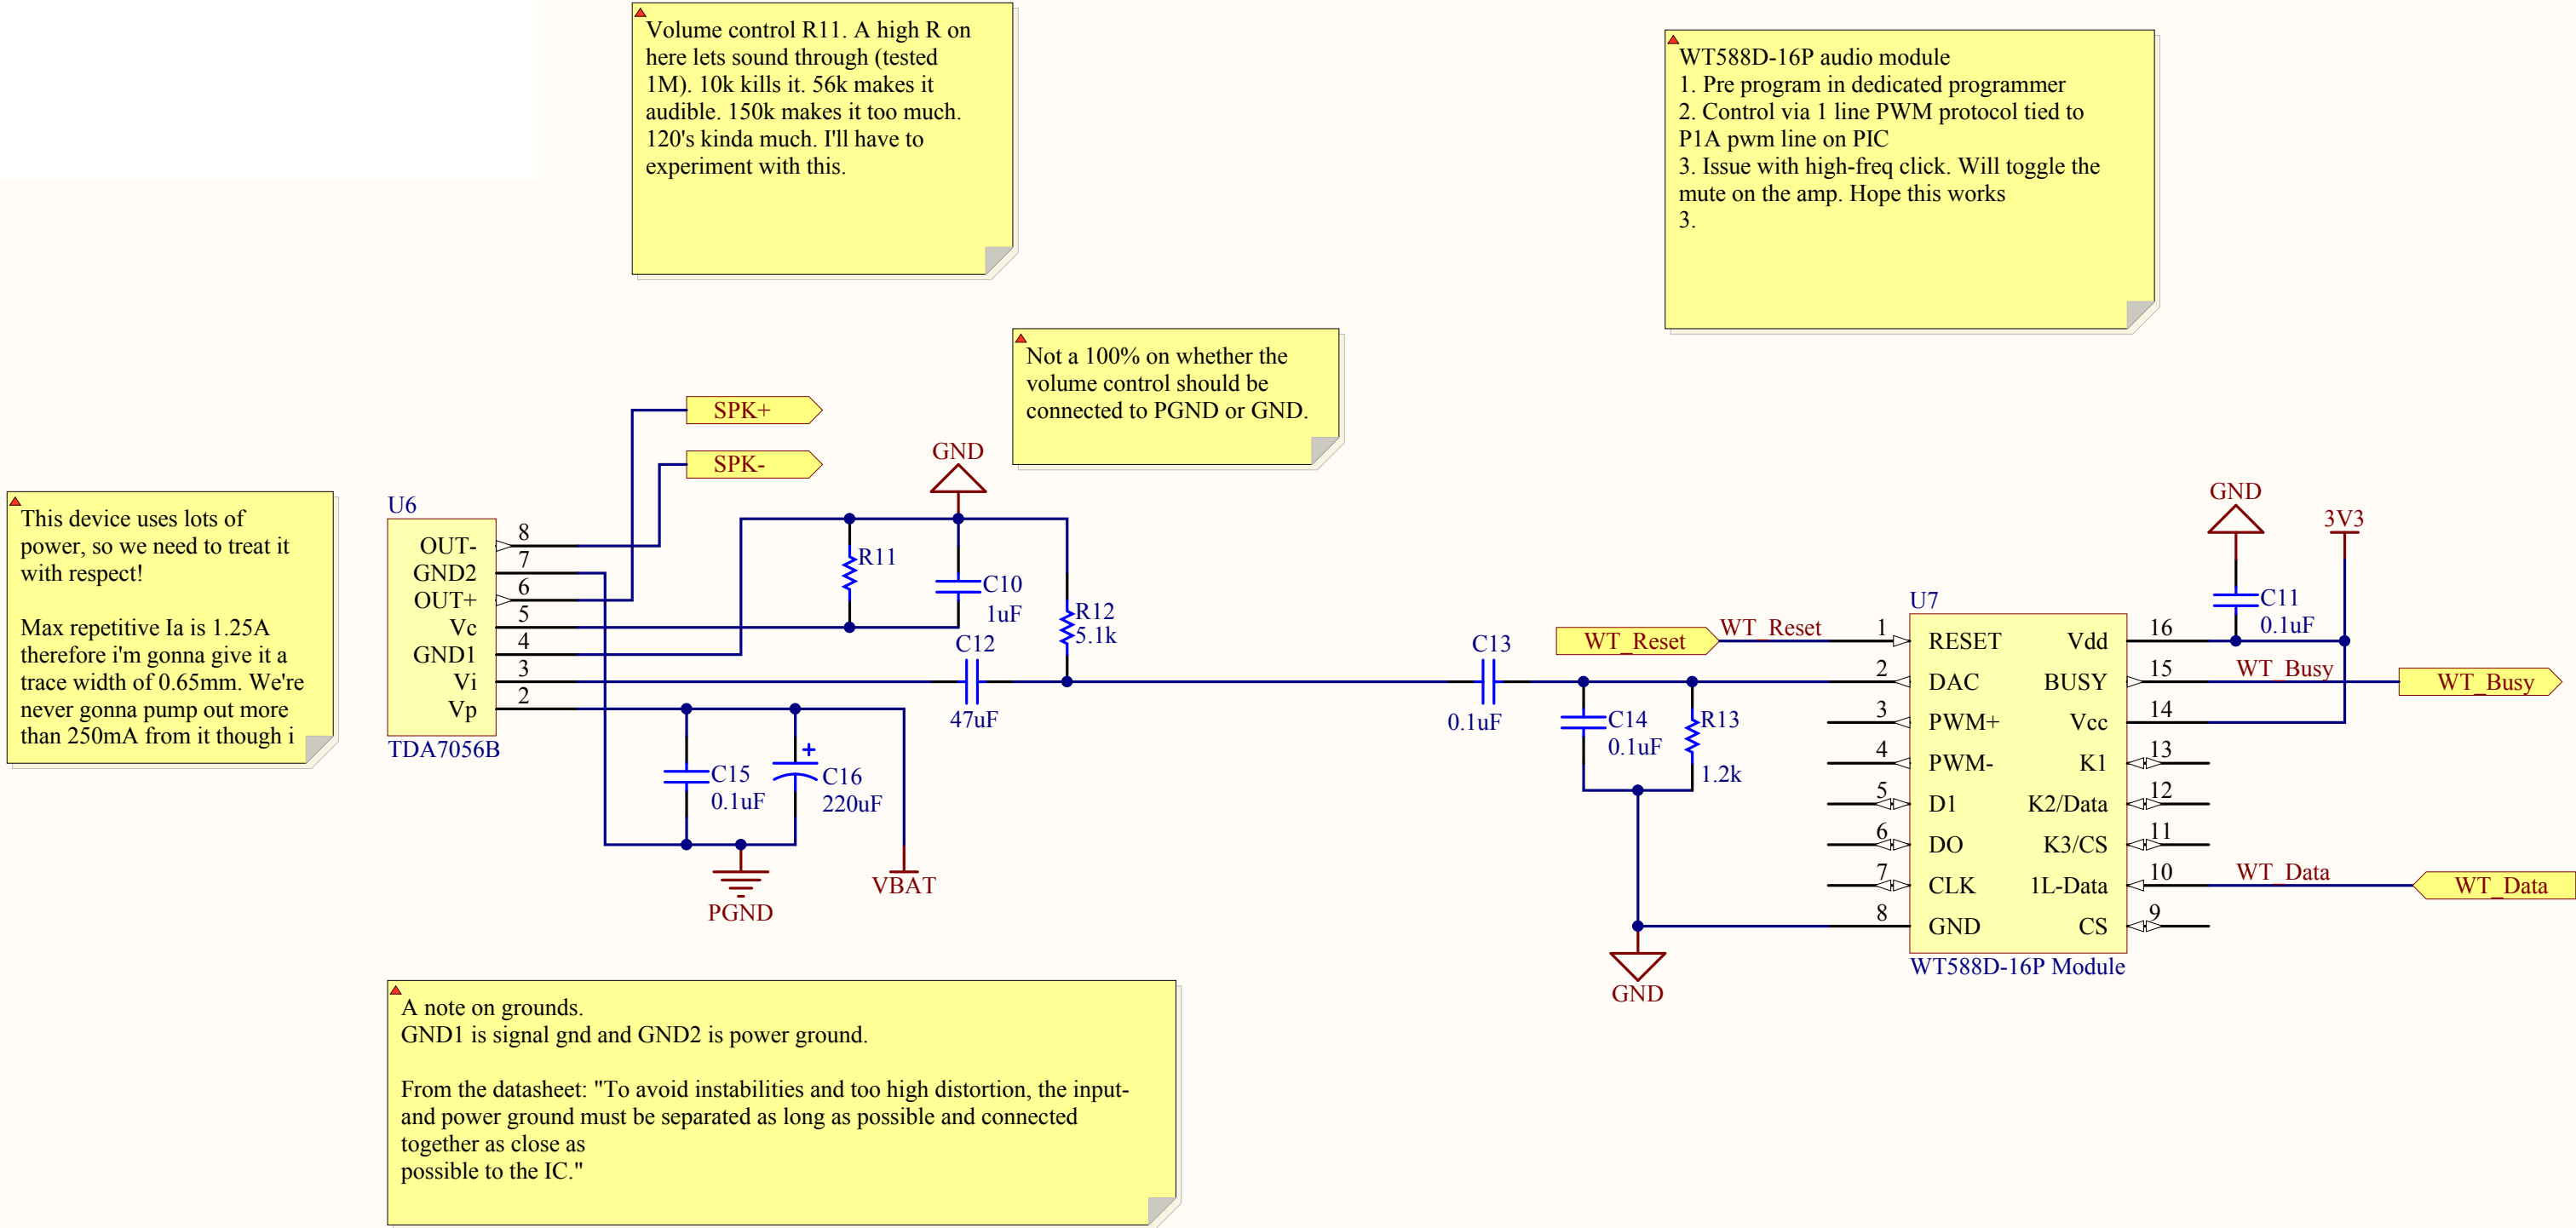 Volume control R11. A high R on
here lets sound through (tested
1M). 10k kills it. 56k makes it
audible. 150k makes it too much.
120's kinda much. I'll have to
experiment with this.
WT588D-16P audio module
1. Pre program in dedicated programmer
2. Control via 1 line PWM protocol tied to
P1A pwm line on PIC
3. Issue with high-freq click. Will toggle the
mute on the amp. Hope this works
3.
Not a 100% on whether the
volume control should be
connected to PGND or GND.
This device uses lots of
power, so we need to treat it
with respect!
Max repetitive Ia is 1.25A
therefore i'm gonna give it a
trace width of 0.65mm. We're
never gonna pump out more
than 250mA from it though i
SPK+
SPK-
GND
U6
OUT- 8
GND2 7
OUT+ 6
Vc 5
GND1 4
Vi 3
Vp 2
TDA7056B
R11
C10
1uF
R12
5.1k
C12
47uF
C15
0.1uF
C16
220uF
PGND
VBAT
C13
0.1uF
C14
0.1uF
R13
1.2k
GND
WT_Reset
WT_Reset
GND
3V3
C11
0.1uF
U7
1 RESET Vdd 16
2 DAC BUSY 15
3 PWM+ Vcc 14
4 PWM- K1 13
5 D1 K2/Data 12
6 DO K3/CS 11
7 CLK 1L-Data 10
8 GND CS 9
WT588D-16P Module
WT_Busy
WT_Busy
WT_Data
WT_Data
A note on grounds.
GND1 is signal gnd and GND2 is power ground.
From the datasheet: "To avoid instabilities and too high distortion, the input-
and power ground must be separated as long as possible and connected
together as close as
possible to the IC."